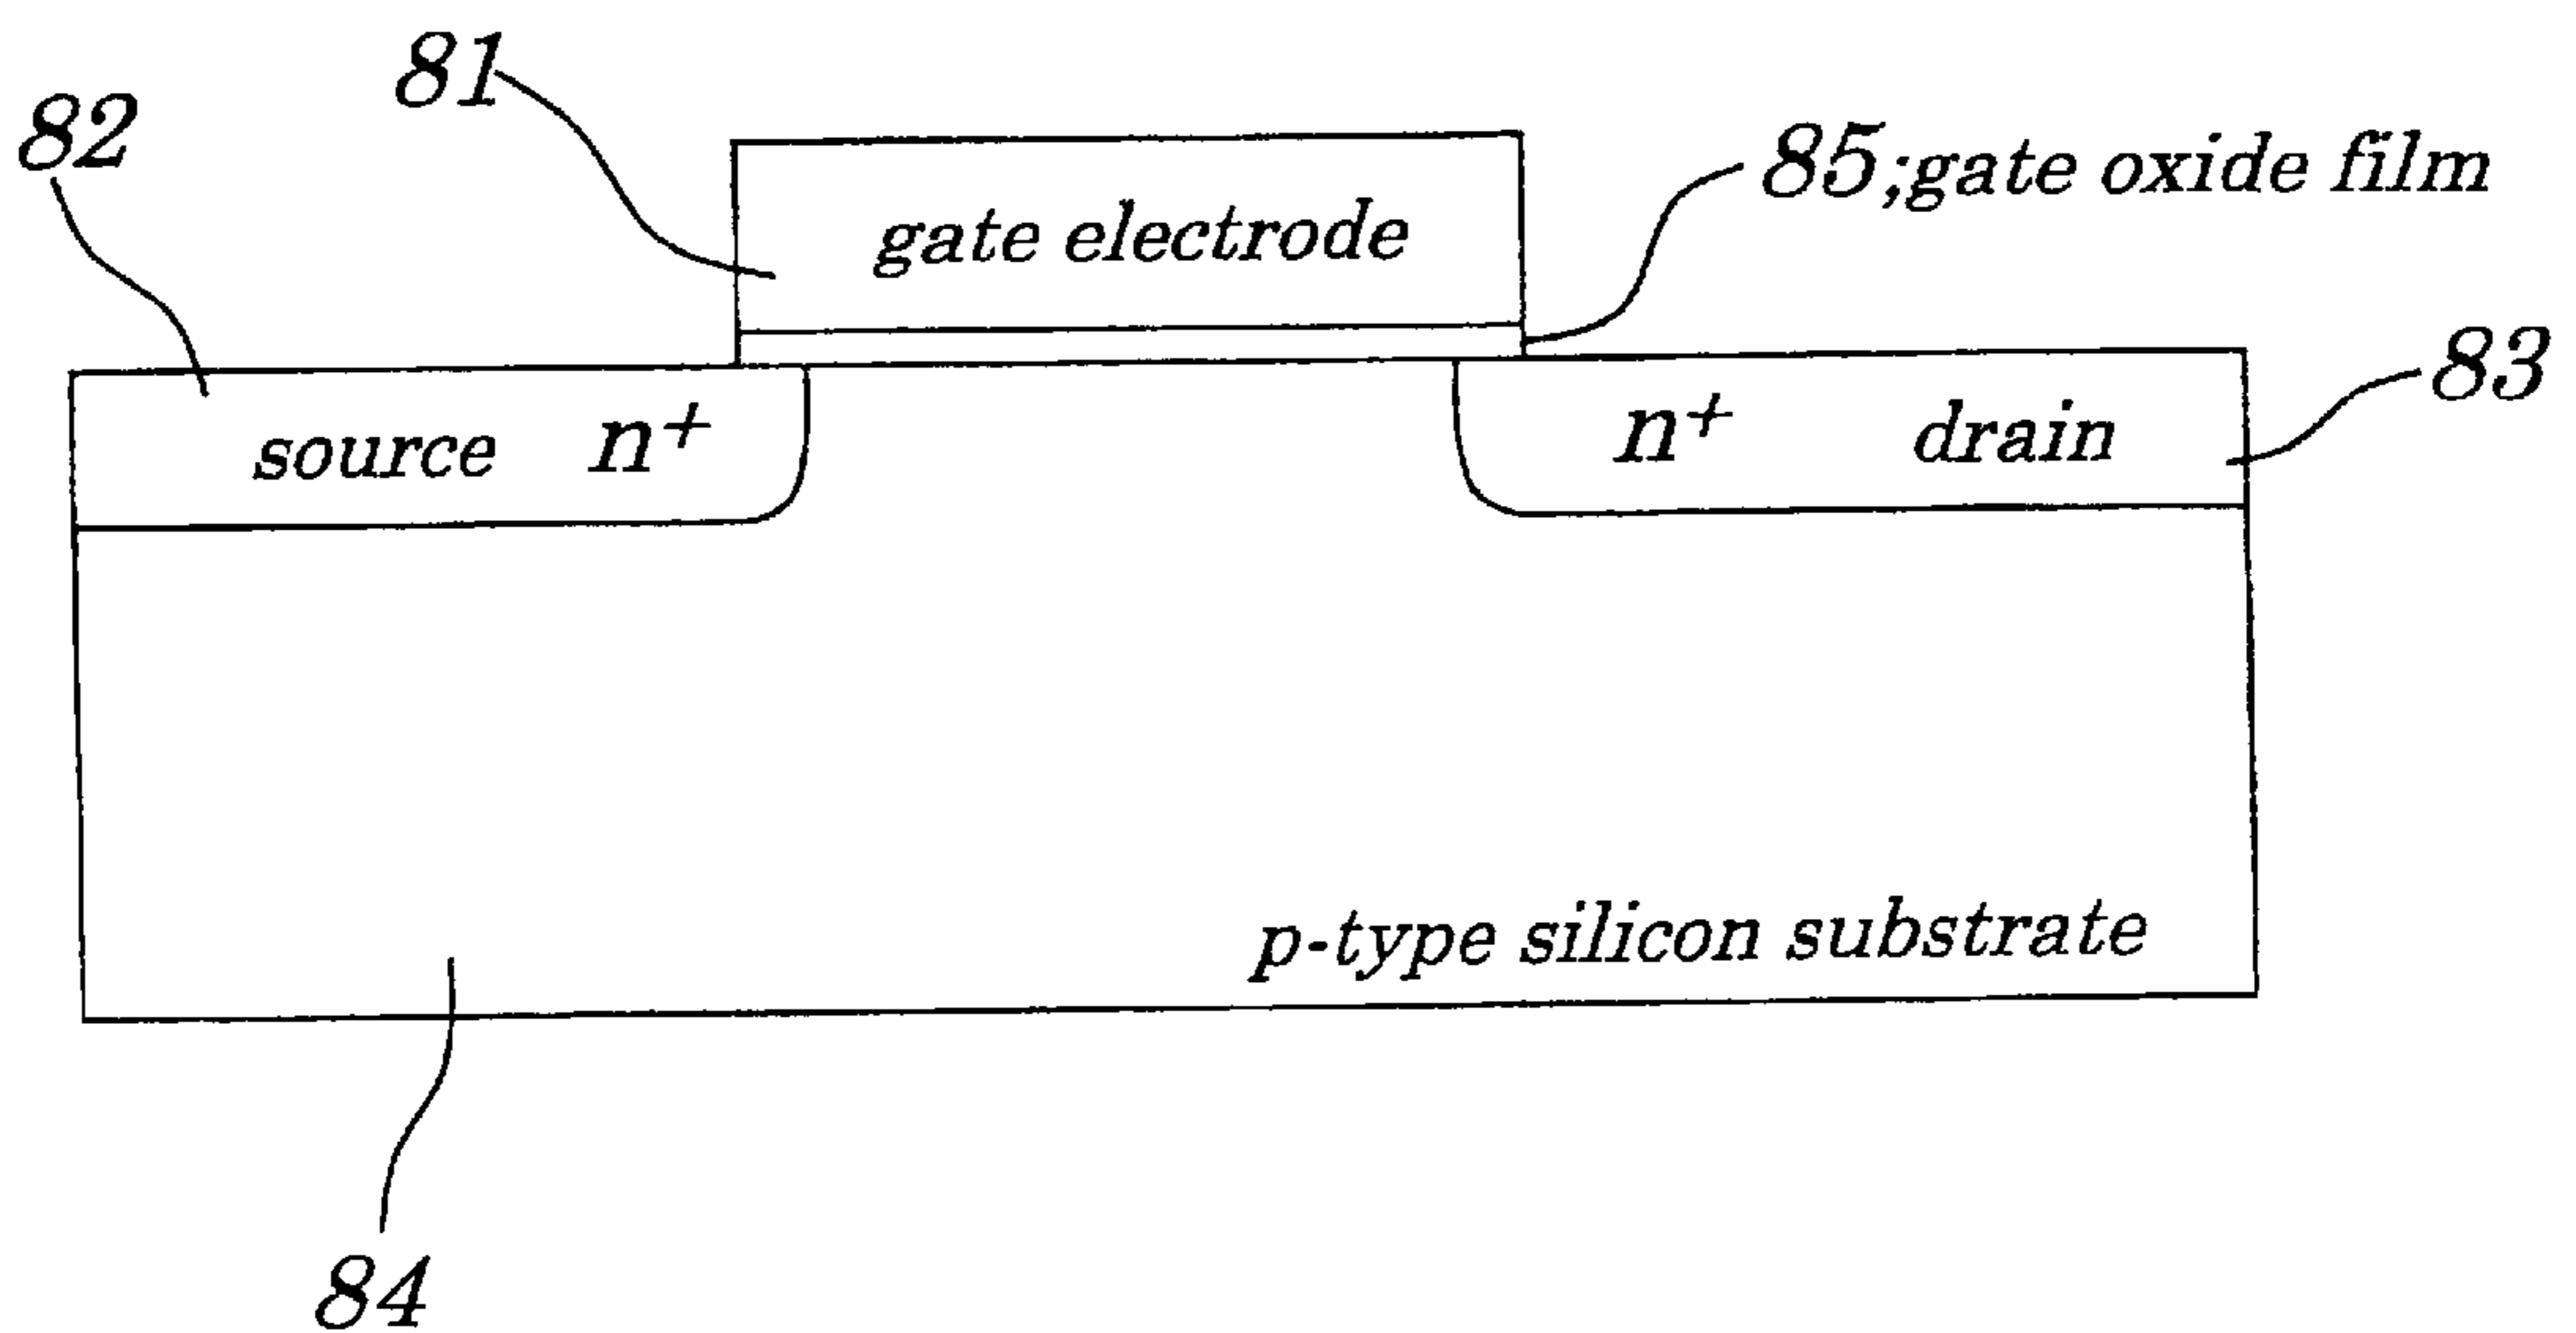 81
82
85;gate oxide film
gate electrode
83
source n+
n+ drain
p-type silicon substrate
84